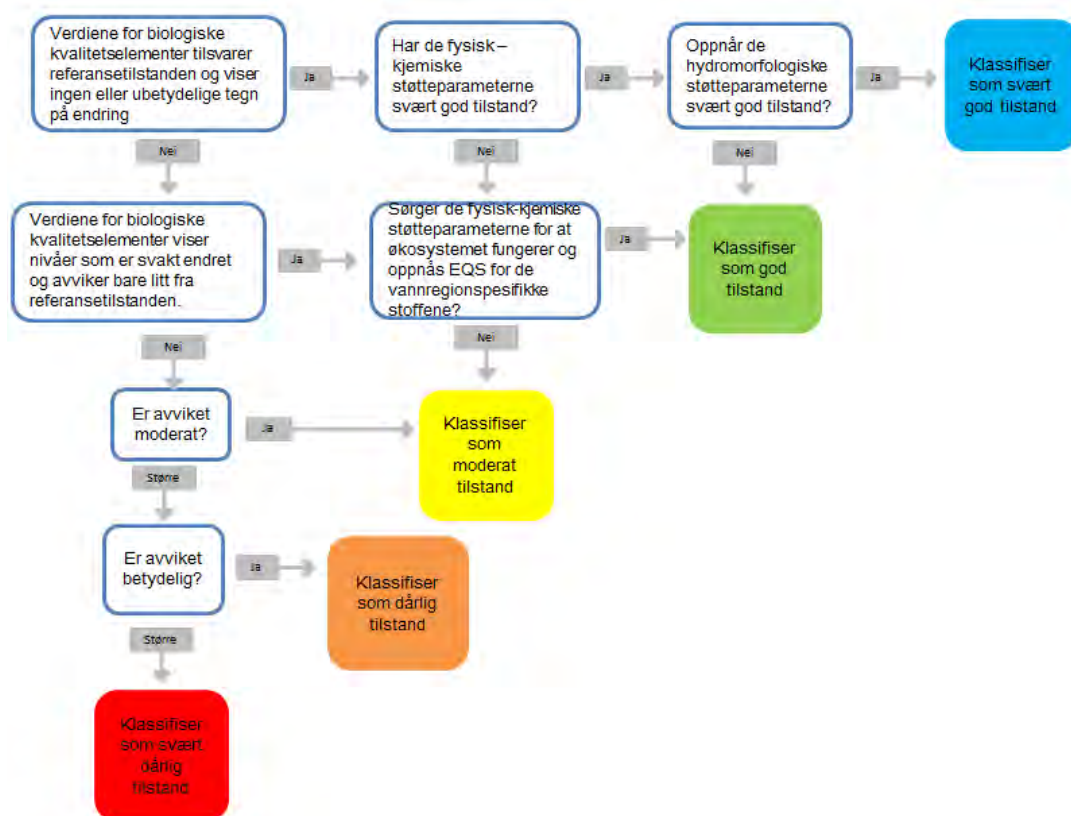 Verdiene for biologiske
kvalitetselementer tilsvarer
referansetilstanden og viser
ingen eller ubetydelige tegn
på endring
Ja
Har de fysisk –
kjemiske
støtteparameterne
svært god tilstand?
Ja
Oppnår de
hydromorfologiske
støtteparameterne
svært god tilstand?
Ja
Klassifiser
som svært
god tilstand
Nei
Nei
Nei
Verdiene for biologiske
kvalitetselementer viser
nivåer som er svakt endret
og avviker bare litt fra
referansetilstanden.
Ja
Sørger de fysisk-kjemiske
støtteparameterne for at
økosystemet fungerer og
oppnås EQS for de
vannregionspesifikke
stoffene?
Ja
Klassifiser
som god
tilstand
Nei
Nei
Er avviket
moderat?
Ja
Klassifiser
som
moderat
tilstand
Større
Er avviket
betydelig?
Ja
Klassifiser
som dårlig
tilstand
Større
Klassifiser
som svært
dårlig
tilstand